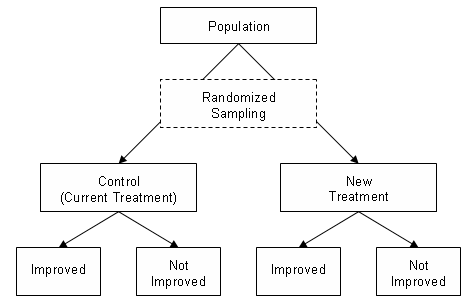 Population
Randomized
Sampling
Control
(Current Treatment)
New
Treatment
Improved
Not
Improved
Improved
Not
Improved